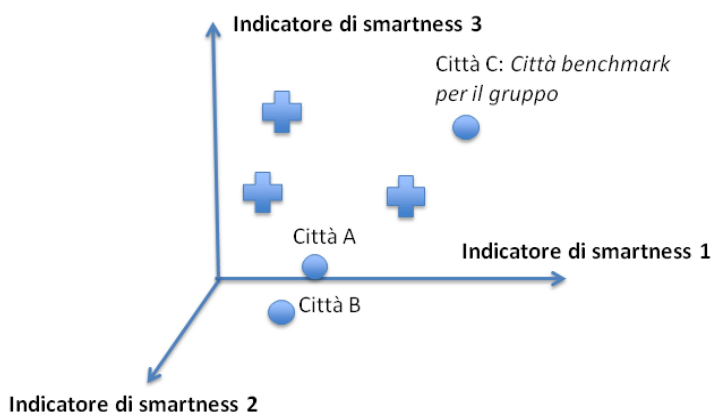 Indicatore di smartness 3
Città C: Città benchmark
per il gruppo
Città A
Indicatore di smartness 1
Città B
Indicatore di smartness 2